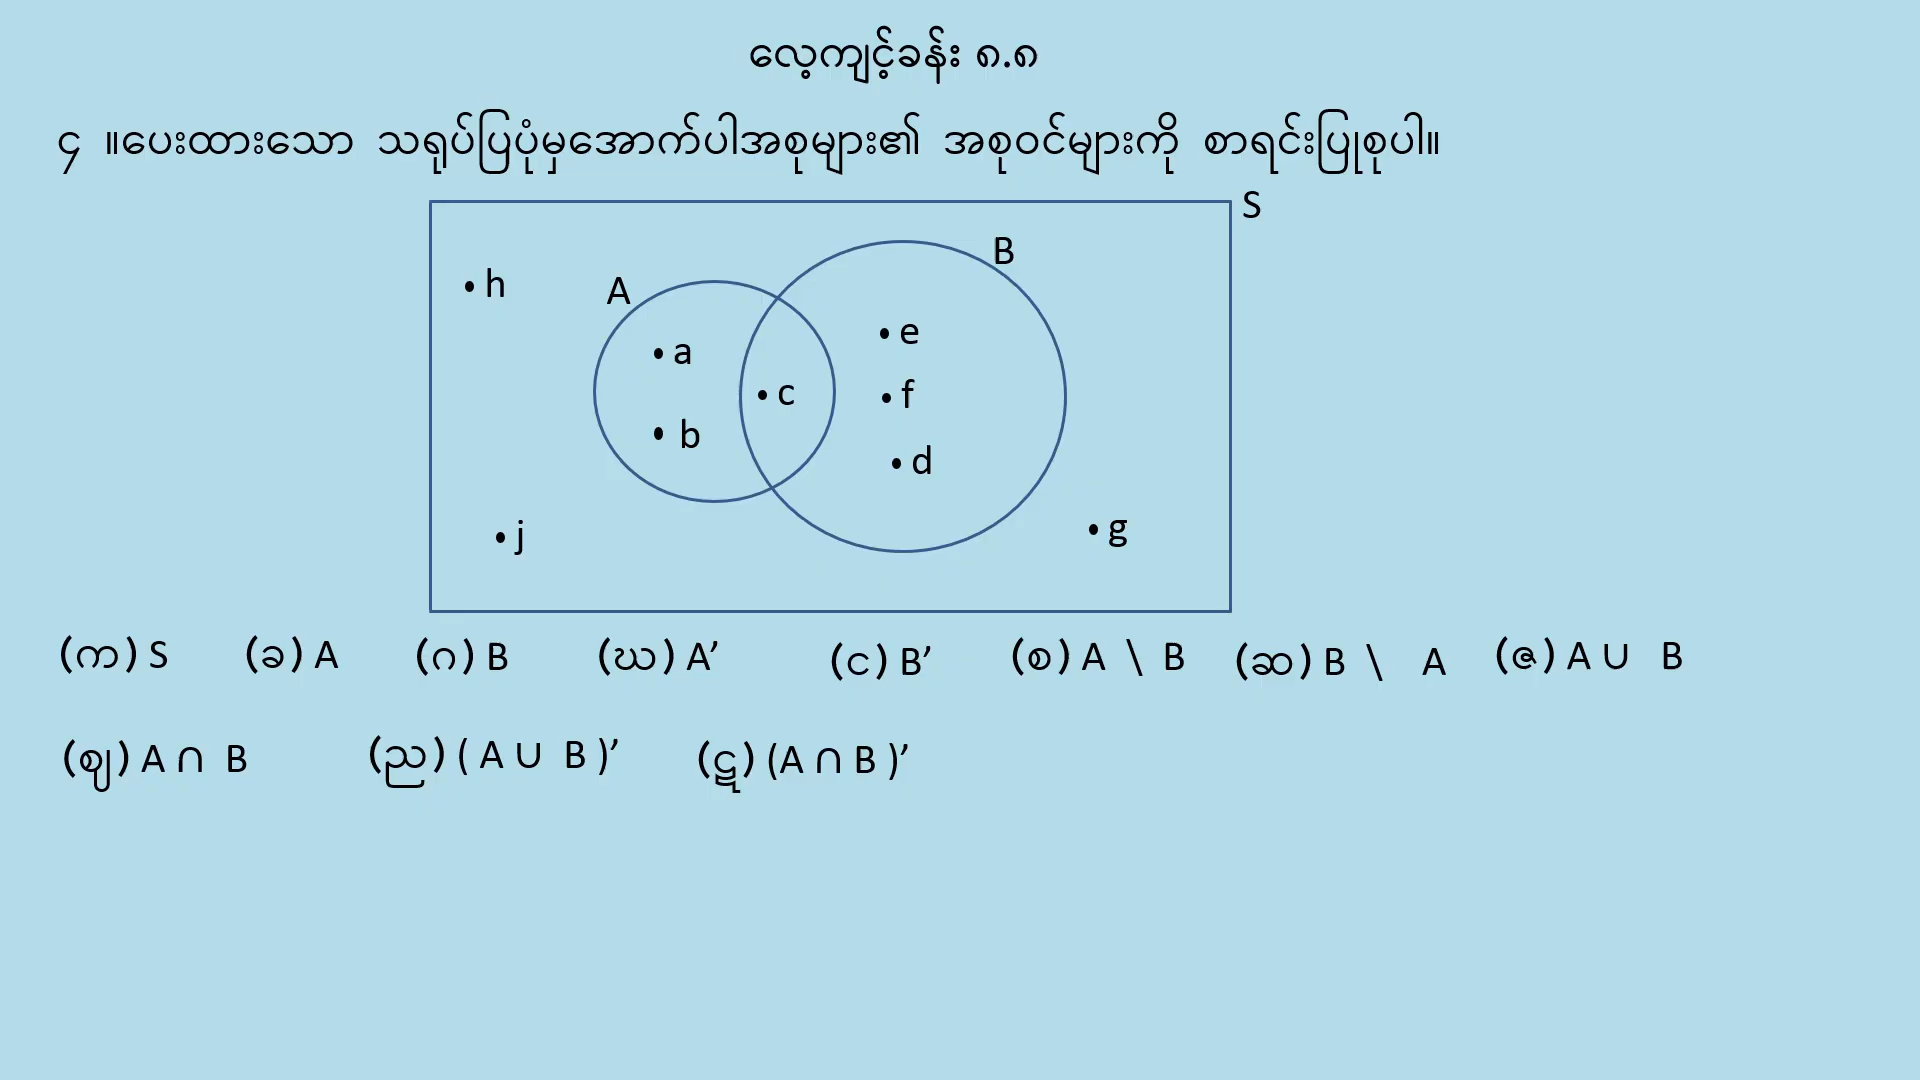 လေ့ကျင့်ခန်း ၈.၈
၄ ။ပေးထားသော သရုပ်ပြပုံမှအောက်ပါအစုများ၏ အစုဝင်များကို စာရင်းပြုစုပါ။
S
B
h
A
e
a
c
f
b
d
j
g
(က) S (ခ) A (ဂ) B (ဃ) A’ (င) B’ (စ) A \ B (ဆ) B \ A (ဇ) A ∪ B
(ဈ) A ∩ B (ည) ( A ∪ B )’ (ဋ) (A ∩ B )’